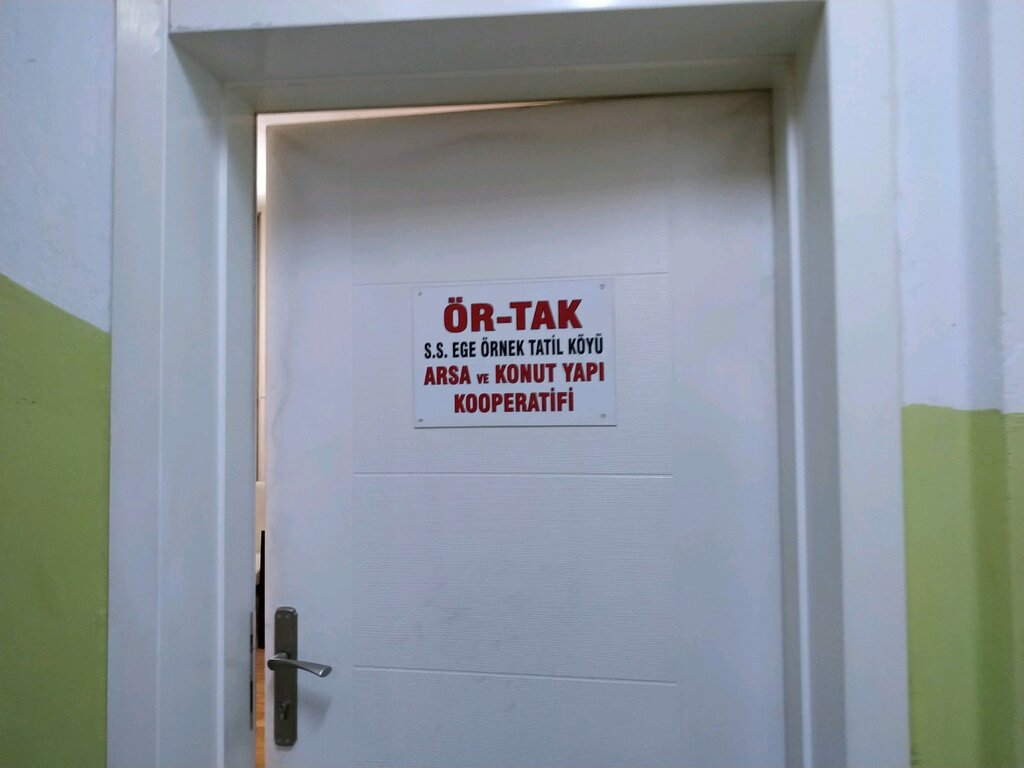 ÖR-TAK
S.S. EGE ÖRNEK TATİL KÖYÜ
ARSA VE KONUT YAPI
KOOPERATİFİ